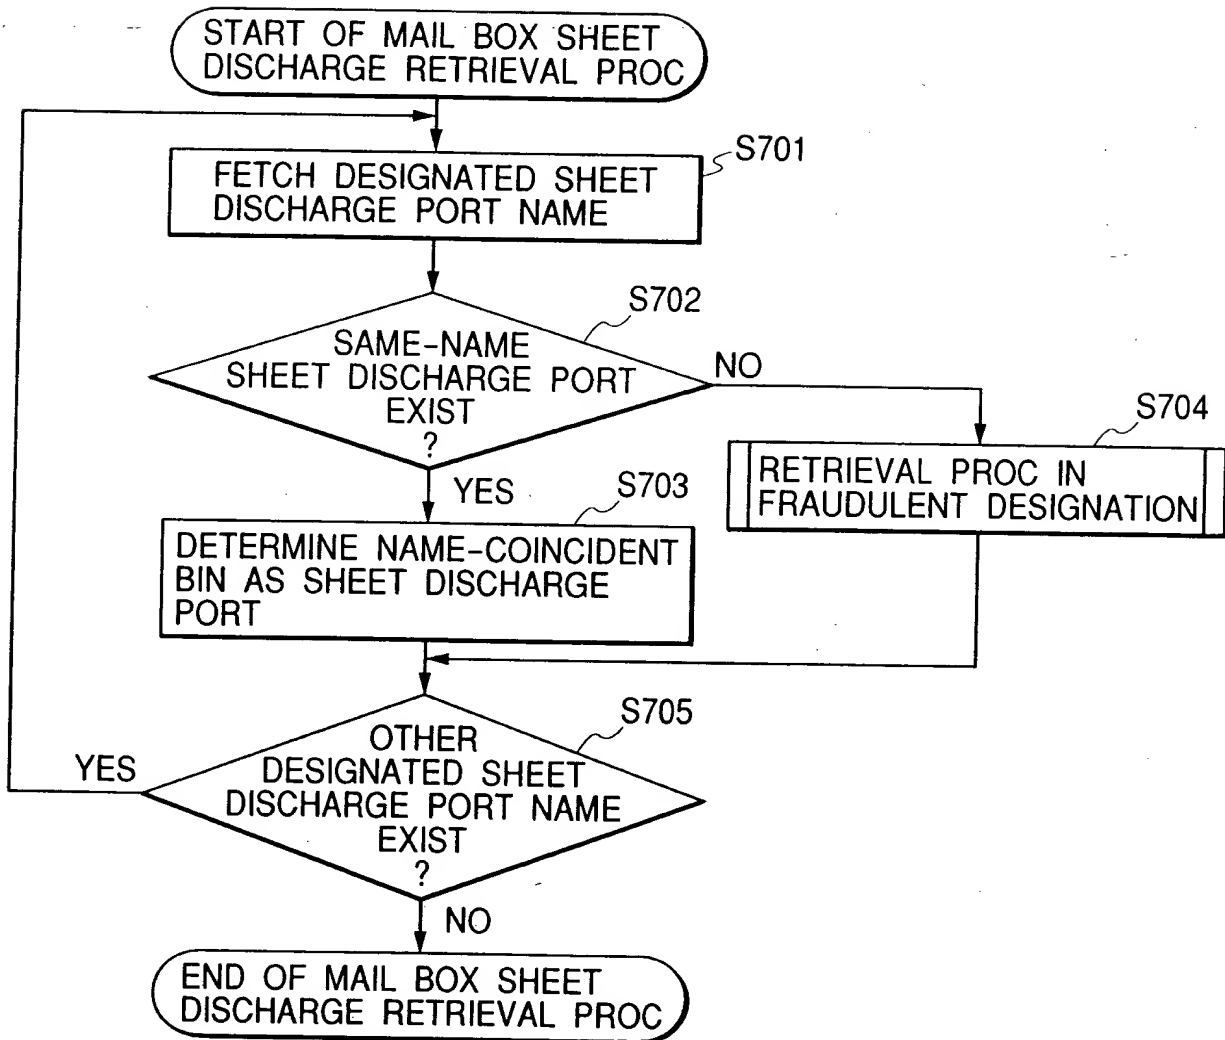 START OF MAIL BOX SHEET
DISCHARGE RETRIEVAL PROC
S701
FETCH DESIGNATED SHEET
DISCHARGE PORT NAME
S702
SAME-NAME
SHEET DISCHARGE PORT
EXIST
?
NO
YES
S704
RETRIEVAL PROC IN
FRAUDULENT DESIGNATION
S703
DETERMINE NAME-COINCIDENT
BIN AS SHEET DISCHARGE
PORT
S705
OTHER
DESIGNATED SHEET
DISCHARGE PORT NAME
EXIST
?
YES
NO
END OF MAIL BOX SHEET
DISCHARGE RETRIEVAL PROC